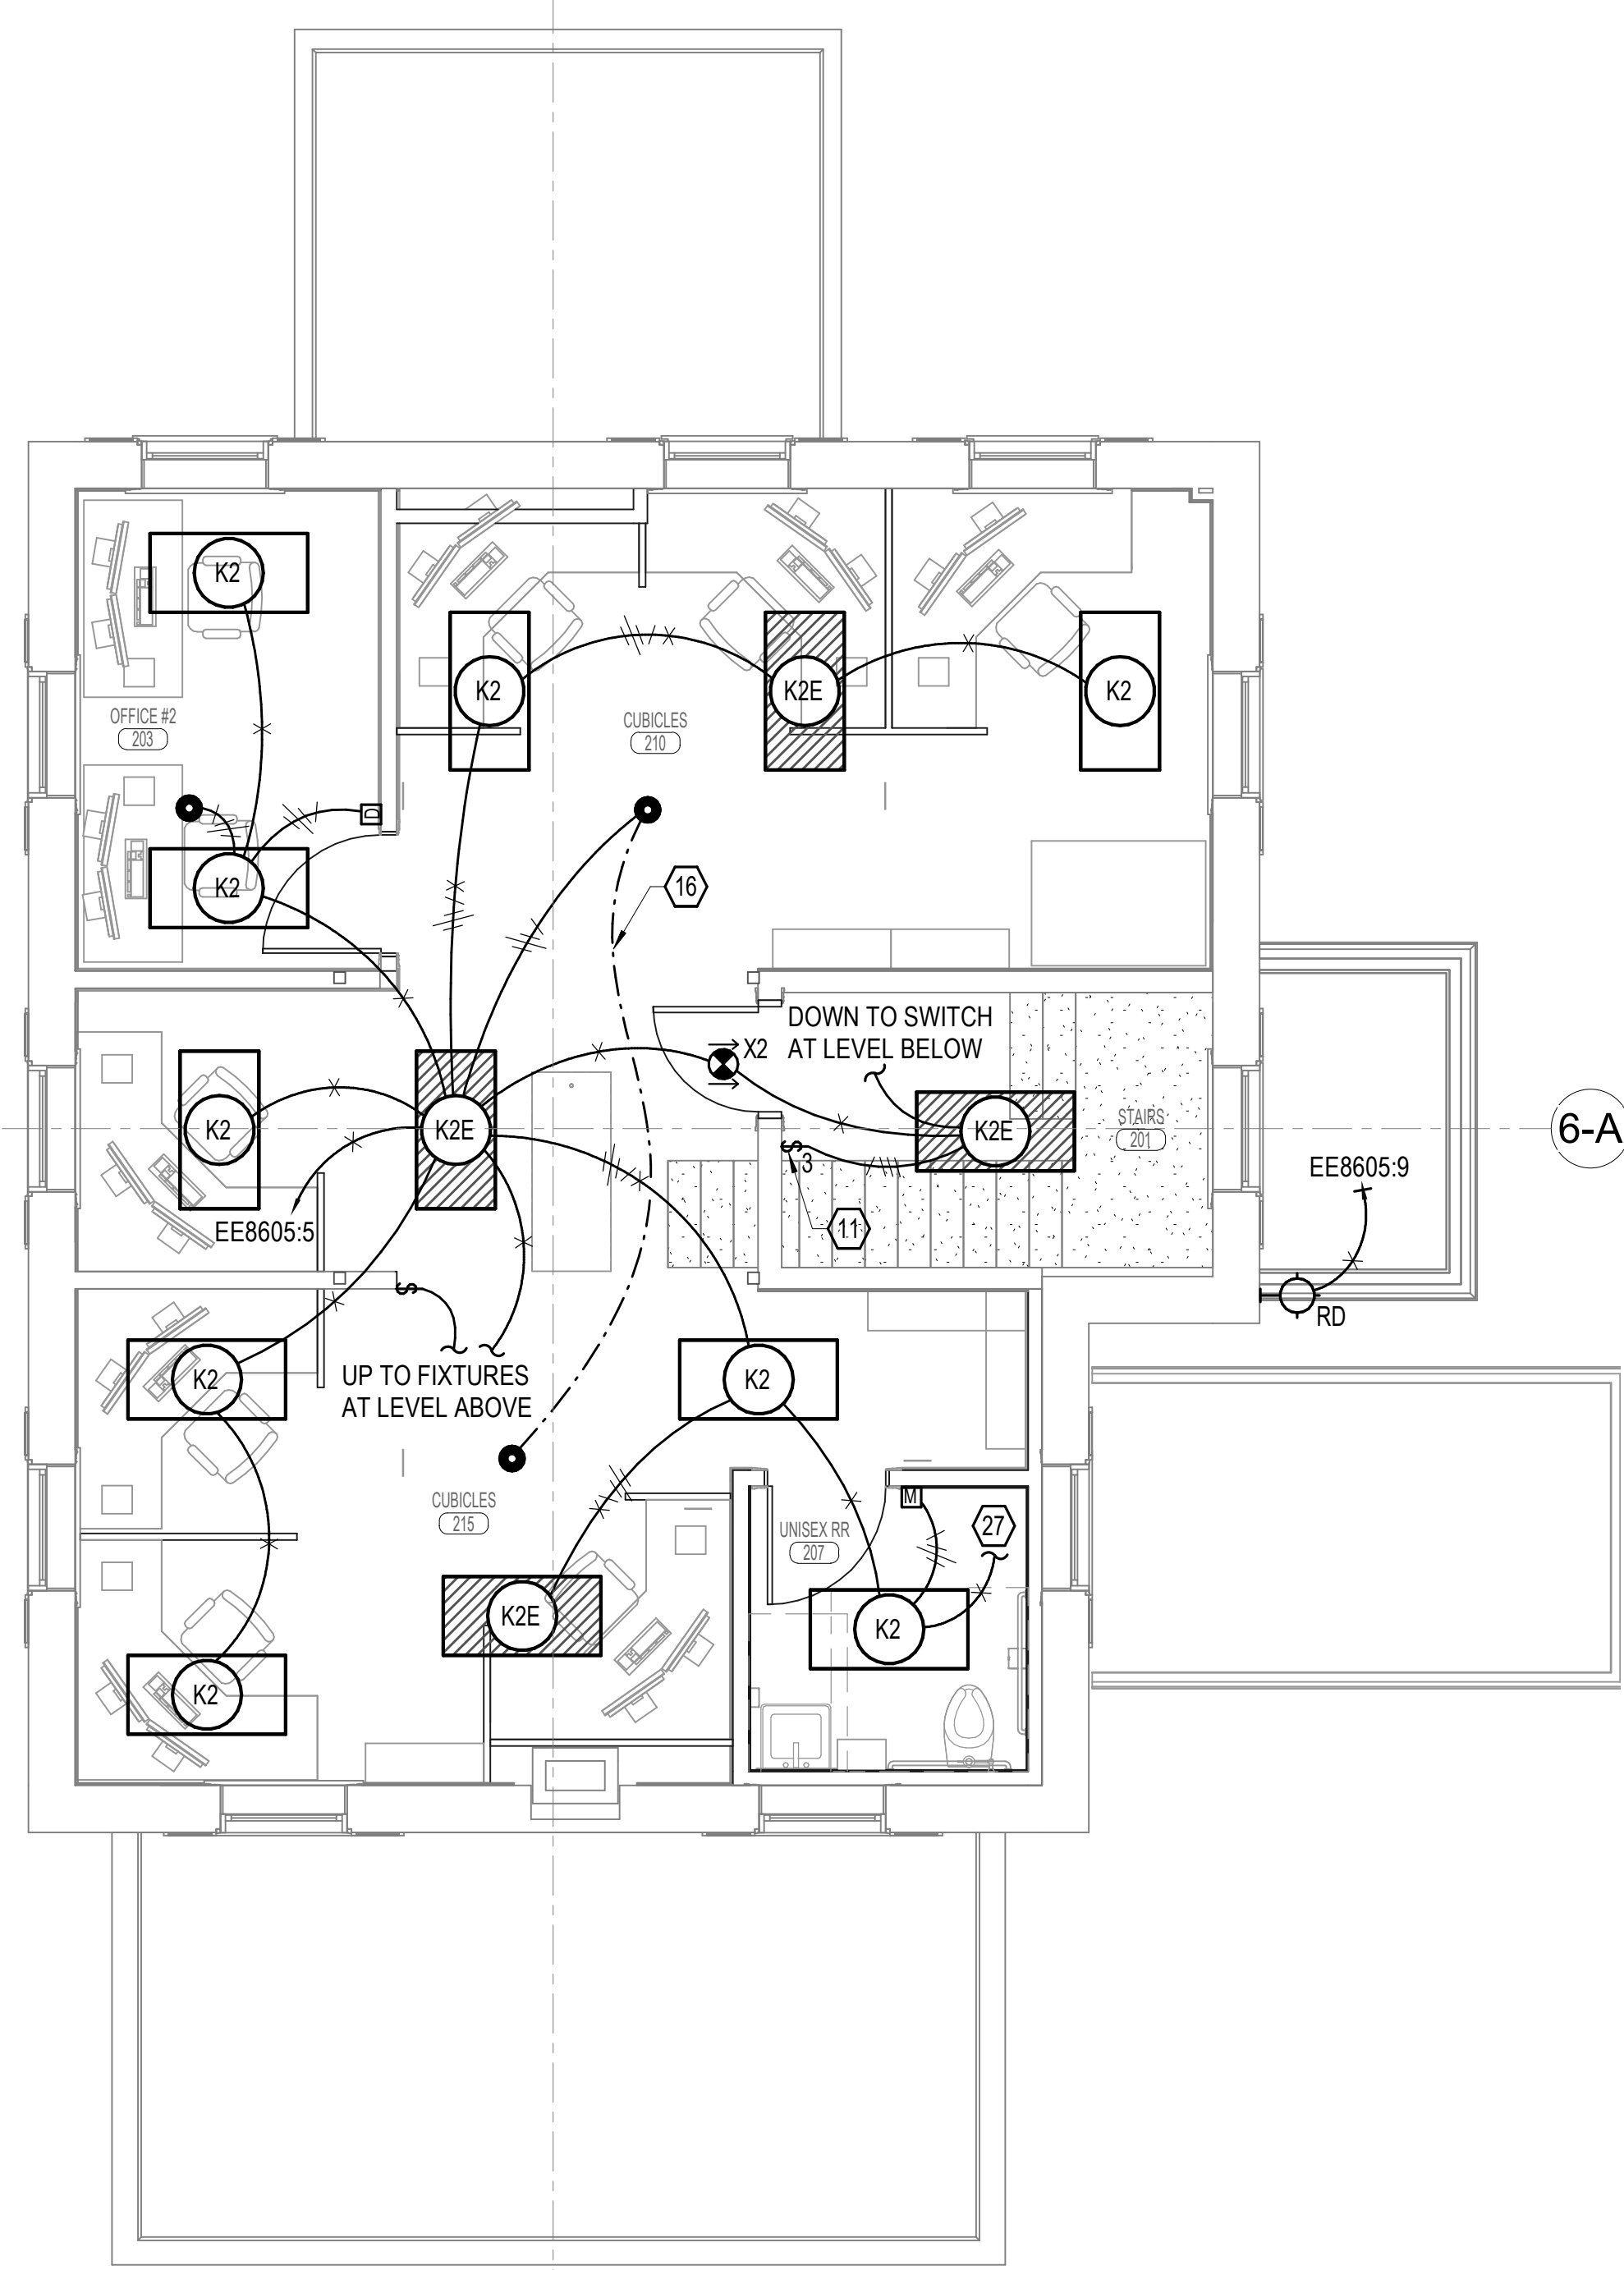 K2
K2
K2E
K2
OFFICE #2
203
CUBICLES
210
D
K2
16
DOWN TO SWITCH
AT LEVEL BELOW
X2
K2
K2E
K2E
STAIRS
201
6-A
S
3
EE8605:9
11
EE8605:5
S
RD
UP TO FIXTURES
AT LEVEL ABOVE
K2
K2
CUBICLES
215
M
UNISEX RR
207
27
K2E
K2
K2